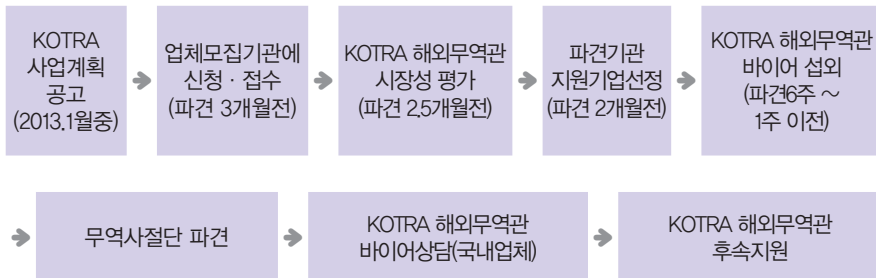 KOTRA
사업계획
공고
(2013.1월중)
업체모집기관에
신청 · 접수
(파견 3개월전)
KOTRA 해외무역관
시장성 평가
(파견 2.5개월전)
파견기관
지원기업선정
(파견 2개월전)
KOTRA 해외무역관
바이어 섭외
(파견6주 ～
1주 이전)
무역사절단 파견
KOTRA 해외무역관
바이어상담(국내업체)
KOTRA 해외무역관
후속지원